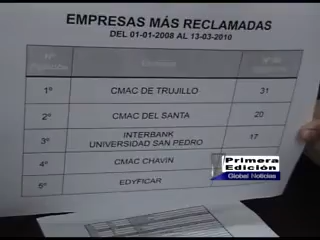 EMPRESAS MÁS RECLAMADAS
DEL 01-01-2008 AL 13-03-2010
1° CMAC DE TRUJILLO 31
2° CMAC DEL SANTA 20
3° INTERBANK 17
UNIVERSIDAD SAN PEDRO
4° CMAC CHAVIN
5° EDYFICAR
Primera
Edición
Global Noticias